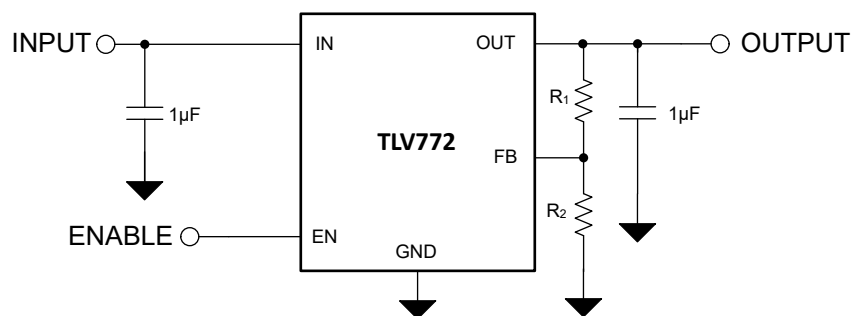 INPUT
IN
OUT
OUTPUT
1µF
R1
1µF
TLV772
FB
R2
ENABLE
EN
GND